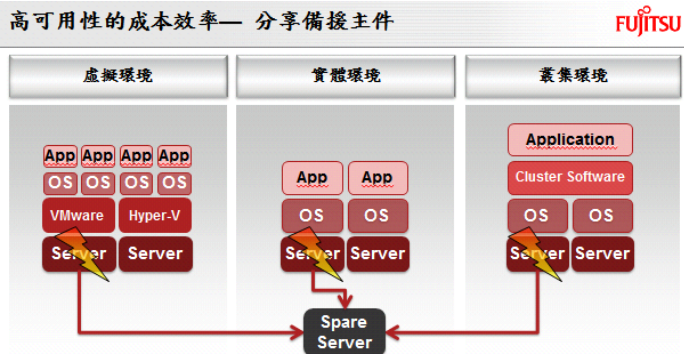 高可用性的成本效率— 分享備援主件
FUJITSU
虛擬環境
實體環境
叢集環境
App App App App
OS OS OS OS
VMware Hyper-V
Server Server
App App
OS OS
Server Server
Application
Cluster Software
OS OS
Server Server
Spare
Server